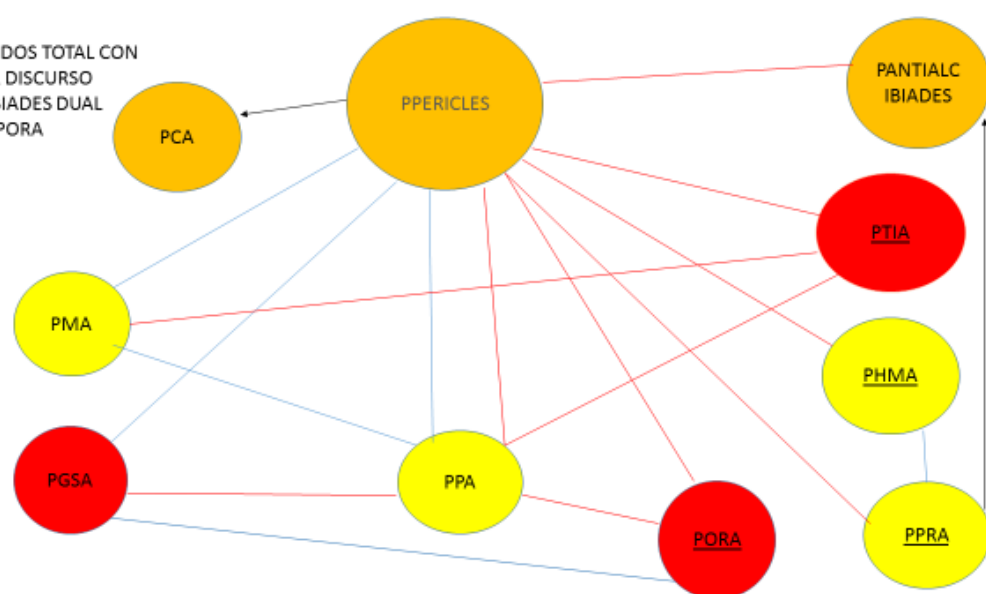 DOS TOTAL CON
DISCURSO
IADES DUAL
PORA
PPERICLES
PANTIALC
IBIADES
PCA
PTIA
PMA
PHMA
PGSA
PPA
PORA
PPRA